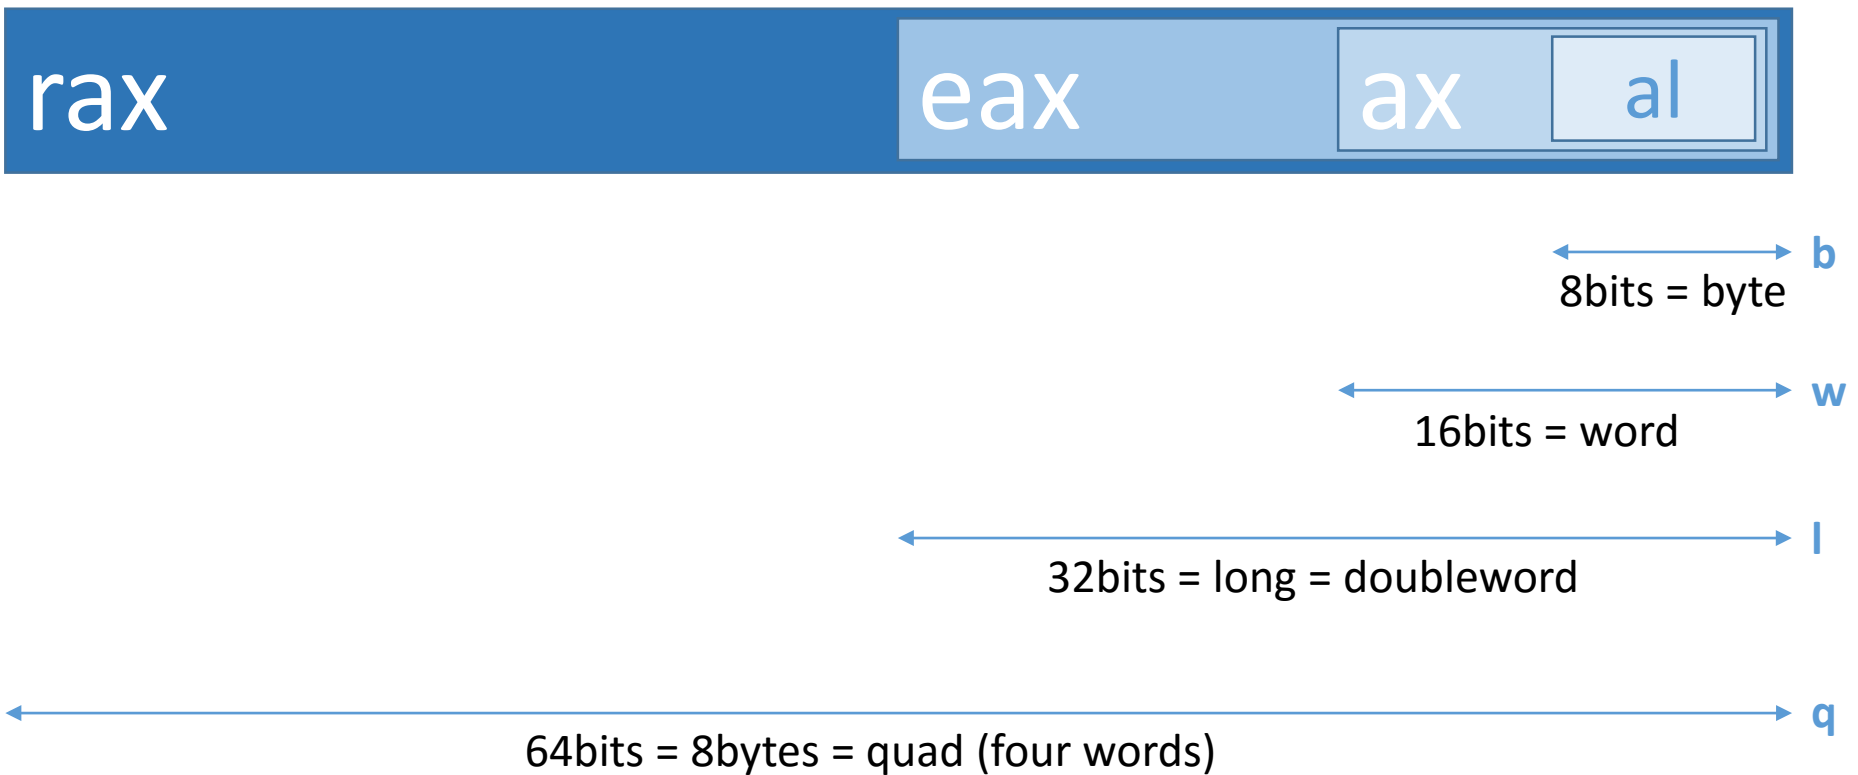 rax eax ax al
b
8bits = byte
w
16bits = word
l
32bits = long = doubleword
q
64bits = 8bytes = quad (four words)